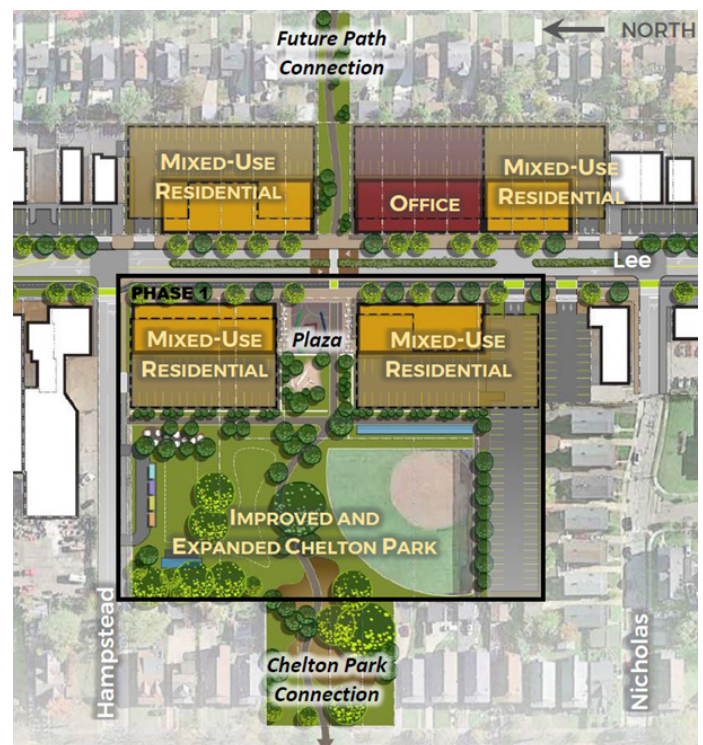 Future Path
Connection
NORTH
MIXED-USE
RESIDENTIAL
OFFICE
MIXED-USE
RESIDENTIAL
Lee
PHASE 1
MIXED-USE
RESIDENTIAL
Plaza
MIXED-USE
RESIDENTIAL
IMPROVED AND
EXPANDED CHELTON PARK
Hampstead
Nicholas
Chelton Park
Connection